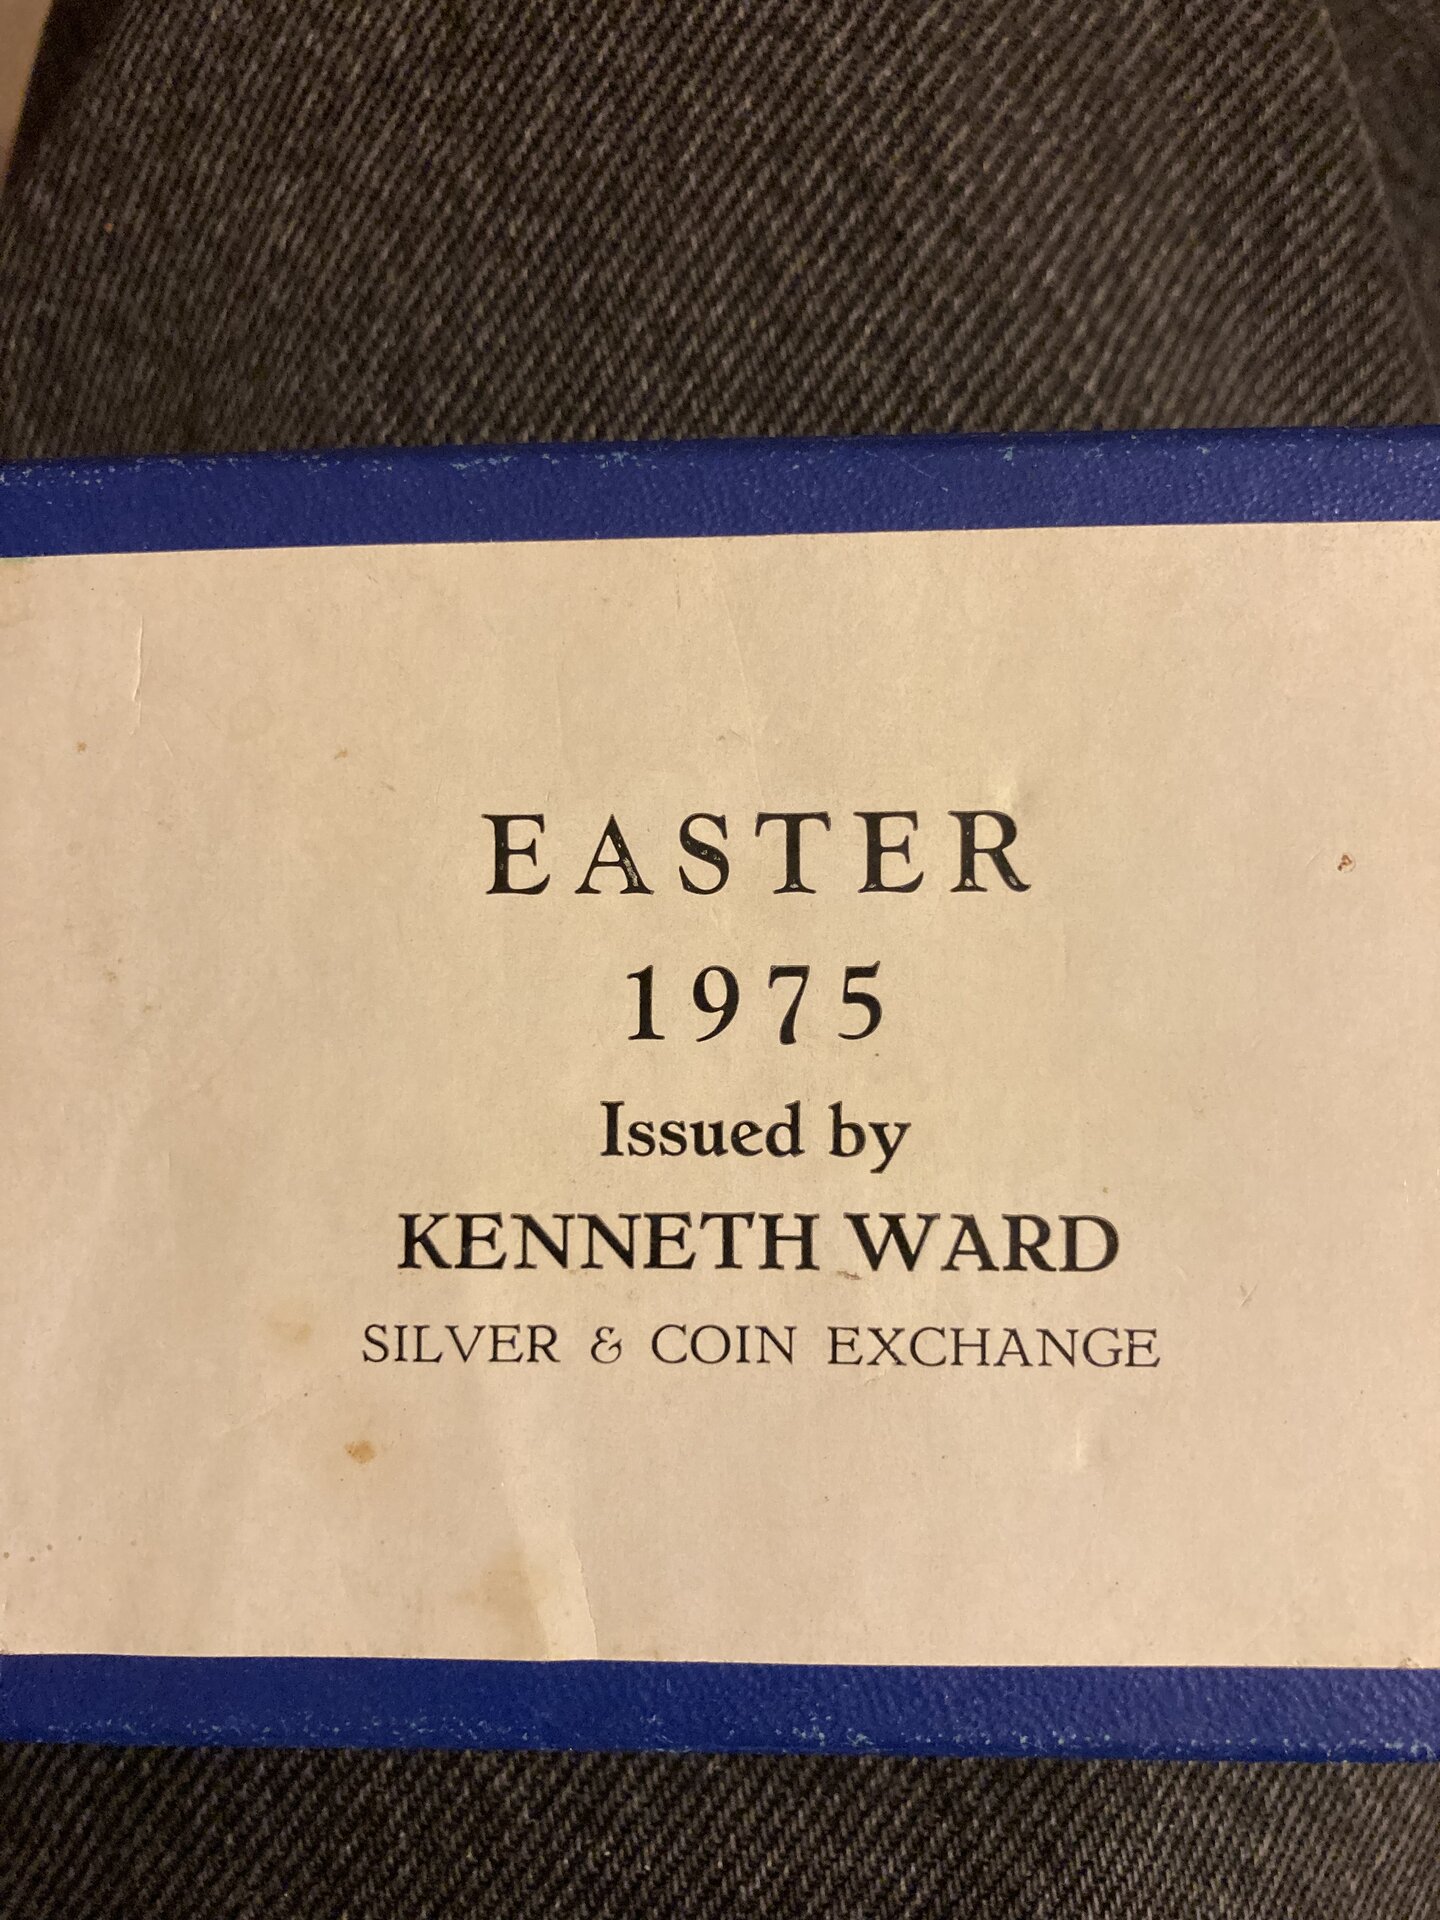 EASTER
1975
Issued by
KENNETH WARD
SILVER & COIN EXCHANGE